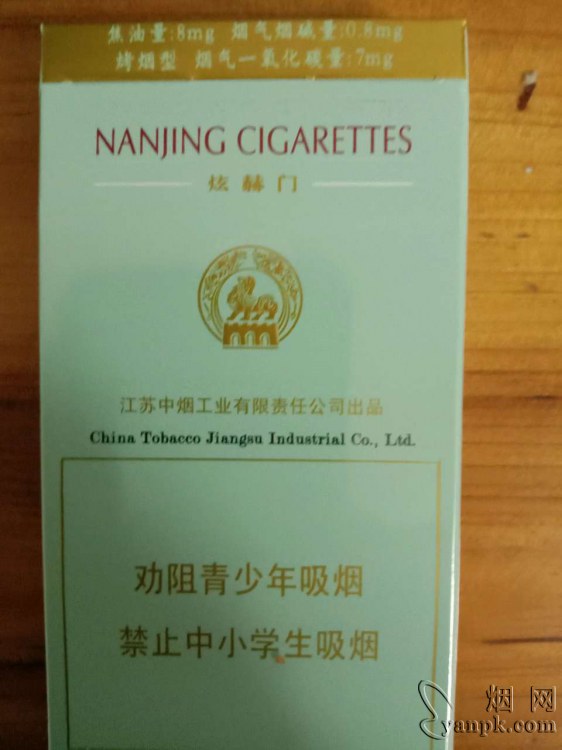 焦油量:8mg 烟气烟碱量:0.8mg
烤烟型 烟气一氧化碳量:7mg
NANJING CIGARETTES
炫赫门
江苏中烟工业有限责任公司出品
China Tobacco Jiangsu Industrial Co., Ltd.
劝阻青少年吸烟
禁止中小学生吸烟
烟网
yanpk.com